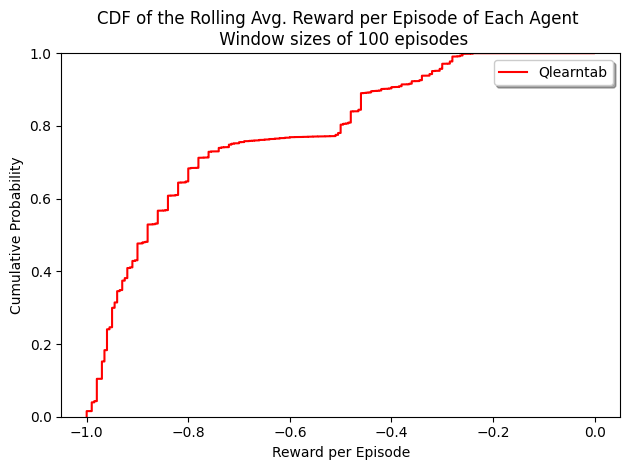 CDF of the Rolling Avg. Reward per Episode of Each Agent
Window sizes of 100 episodes
Qlearntab
Cumulative Probability
1.0
0.8
0.6
0.4
0.2
0.0
−1.0 −0.8 −0.6 −0.4 −0.2 0.0
Reward per Episode